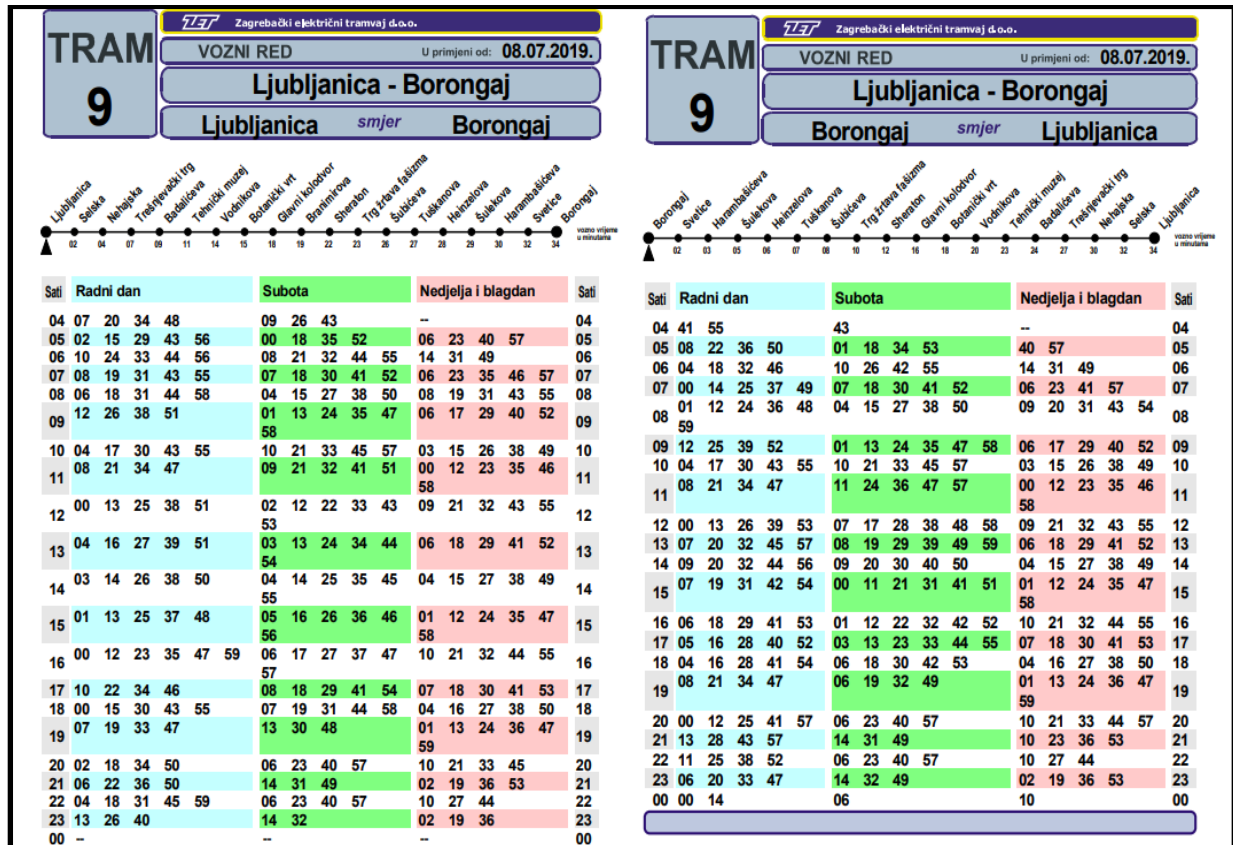 ZET Zagrebački električni tramvaj d.o.o.
TRAM
9
VOZNI RED U primjeni od: 08.07.2019.
Ljubljanica - Borongaj
Ljubljanica smjer Borongaj
Ljubljanica Selska Nehajska Trešnjevački trg Badalićeva Tehnički muzej Vodnikova Botanički vrt Glavni kolodvor Branimirova Sheraton Trg žrtava fašizma Šubićeva Tuškanova Heinzelova Šulekova Harambašićeva Svetice Borongaj
02 04 07 09 11 14 15 18 19 20 23 25 27 29 30 32 34 vozno vrijeme
u minutama
Sati Radni dan Subota Nedjelja i blagdan Sati
04 07 20 34 48 09 26 43 -- 04
05 02 15 29 43 56 00 18 35 52 06 23 40 57 05
06 10 24 33 44 56 08 21 32 44 55 14 31 49 06
07 08 19 31 43 55 07 18 30 41 52 06 23 35 46 57 07
08 06 18 31 44 58 04 15 27 38 50 08 19 31 43 55 08
09 12 26 38 51 01 13 24 35 47 06 17 29 40 52 09
58
10 04 17 30 43 55 10 21 33 45 57 03 15 26 38 49 10
11 08 21 34 47 09 21 32 41 51 00 12 23 35 46 11
58
12 00 13 25 38 51 02 12 22 33 43 09 21 32 43 55 12
53
13 04 16 27 39 51 03 13 24 34 44 06 18 29 41 52 13
54
14 03 14 26 38 50 04 14 25 35 45 04 15 27 38 49 14
55
15 01 13 25 37 48 05 16 26 36 46 01 12 24 35 47 15
56 58
16 00 12 23 35 47 59 06 17 27 37 47 10 21 32 44 55 16
57
17 10 22 34 46 08 18 29 41 54 07 18 30 41 53 17
18 00 15 30 43 55 07 19 31 44 58 04 16 27 38 50 18
19 07 19 33 47 13 30 48 01 13 24 36 47 19
59
20 02 18 34 50 06 23 40 57 10 21 33 45 20
21 06 22 36 50 14 31 49 02 19 36 53 21
22 04 18 31 45 59 06 23 40 57 10 27 44 22
23 13 26 40 14 32 02 19 36 23
00 -- -- -- 00
ZET Zagrebački električni tramvaj d.o.o.
TRAM
9
VOZNI RED U primjeni od: 08.07.2019.
Ljubljanica - Borongaj
Borongaj smjer Ljubljanica
Borongaj Svetice Harambašićeva Šulekova Heinzelova Tuškanova Šubićeva Trg žrtava fašizma Sheraton Glavni kolodvor Botanički vrt Vodnikova Tehnički muzej Badalićeva Trešnjevački trg Nehajska Selska Ljubljanica
02 03 05 06 07 08 10 12 16 18 20 23 24 27 30 32 34 vozno vrijeme
u minutama
Sati Radni dan Subota Nedjelja i blagdan Sati
04 41 55 43 -- 04
05 08 22 36 50 01 18 34 53 40 57 05
06 04 18 32 46 10 26 42 55 14 31 49 06
07 00 14 25 37 49 07 18 30 41 52 06 23 41 57 07
08 01 12 24 36 48 04 15 27 38 50 09 20 31 43 54 08
59
09 12 25 39 52 01 13 24 35 47 58 06 17 29 40 52 09
10 04 17 30 43 55 10 21 33 45 57 03 15 26 38 49 10
11 08 21 34 47 11 24 36 47 57 00 12 23 35 46 11
58
12 00 13 26 39 53 07 17 28 38 48 58 09 21 32 43 55 12
13 07 20 32 45 57 08 19 29 39 49 59 06 18 29 41 52 13
14 09 20 32 44 56 09 20 30 40 50 04 15 27 38 49 14
15 07 19 31 42 54 00 11 21 31 41 51 01 12 24 35 47 15
58
16 06 18 29 41 53 01 12 22 32 42 52 10 21 32 44 55 16
17 05 16 28 40 52 03 13 23 33 44 55 07 18 30 41 53 17
18 04 16 28 41 54 06 18 30 42 53 04 16 27 38 50 18
19 08 21 34 47 06 19 32 49 01 13 24 36 47 19
59
20 00 12 25 41 57 06 23 40 57 10 21 33 44 57 20
21 13 28 43 57 14 31 49 10 23 36 53 21
22 11 25 38 52 06 23 40 57 10 27 44 22
23 06 20 33 47 14 32 49 02 19 36 53 23
00 00 14 06 10 00